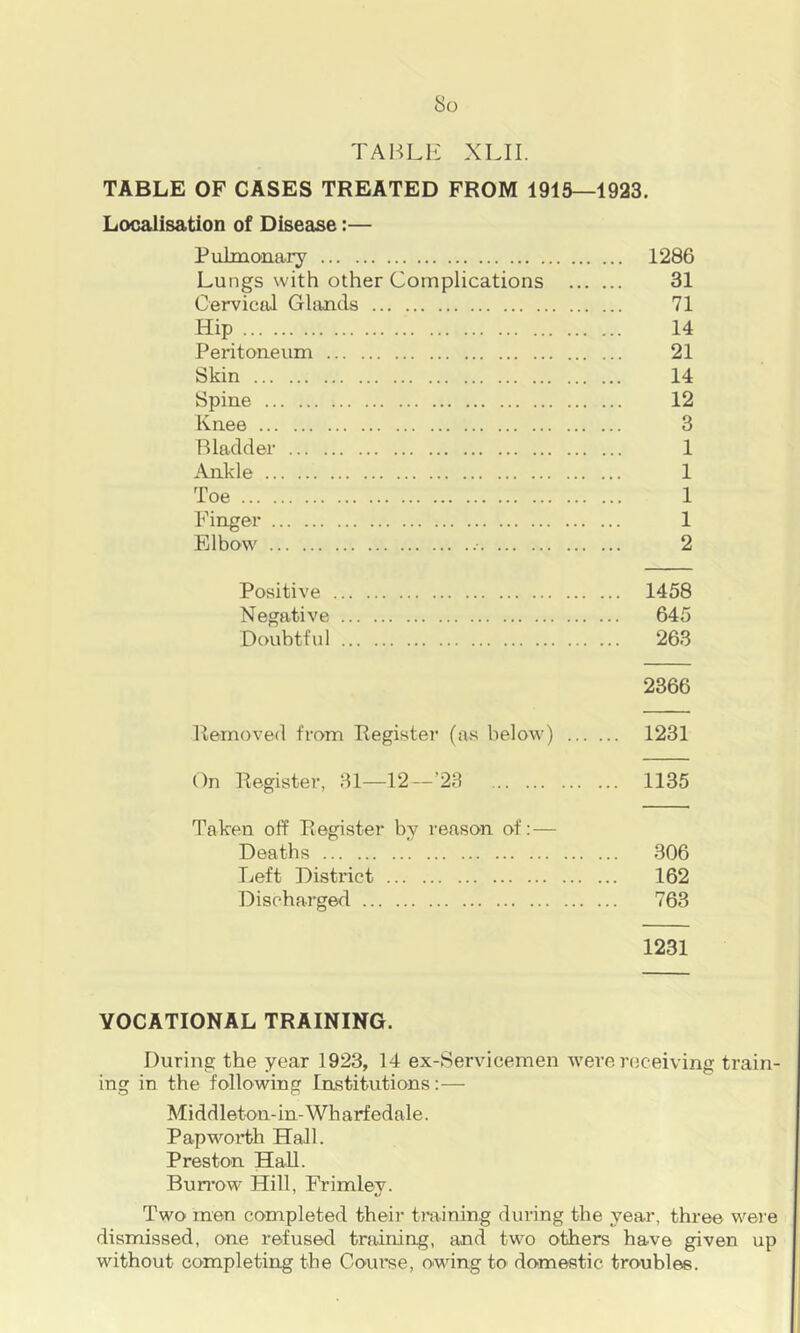 80
TABLE XLII.
TABLE OF CASES TREATED FROM 1915—1923.
Localisation of Disease:—
Pulmonary ... ... ... ... ... ... ... ... ... 1286
Lungs with other Complications ... ... 31
Cervical Glands ... ... ... ... ... ... ... 71
Hip ... ... ... ... ... ... ... ... ... ... 14
Peritoneum ... ... ... ... ... ... ... ... 21
Skin ... ... ... ... ... ... ... ... ... ... 14
Spine ... ... ... ... ... ... ... ... ... ... 12
Knee ... ... ... ... ... ... ... ... ... ... 3
Bladder ... ... ... ... ... ... ... ... ... 1
Ankle ... ... ... ... ... ... ... ... ... ... 1
Toe ... ... ... ... ... ... ... ... ... ... 1
Finger ... ... ... ... ... ... ... ... ... ... 1
Elbow ... ... ... ... ... ... ... ... ... ... 2
Positive ... ... ... ... ... ... ... ... 1458
Negative ... ... ... ... ... ... ... ... 645
Doubtful ... ... ... ... ... ... ... ... 263
2366
Removed from Register (as below) ... ... 1231
On Register, 31—12—'23 ... ... ... ... 1135
Taken off Register by reason of:—
Deaths ... ... ... ... ... ... ... ... 306
Left District ... ... ... ... ... ... ... 162
Discharged ... ... ... ... ... ... ... 763
1231
VOCATIONAL TRAINING.
During the year 1923, 14 ex-Servicemen were receiving train-
ing in the following Institutions:—
Middleton-in-Wharfedale.
Papworth Hall.
Preston Hall.
Burrow Hill, Frimley.
Two men completed their training during the year, three were
dismissed, one refused training, and two others have given up
without completing the Course, owing to domestic troubles.